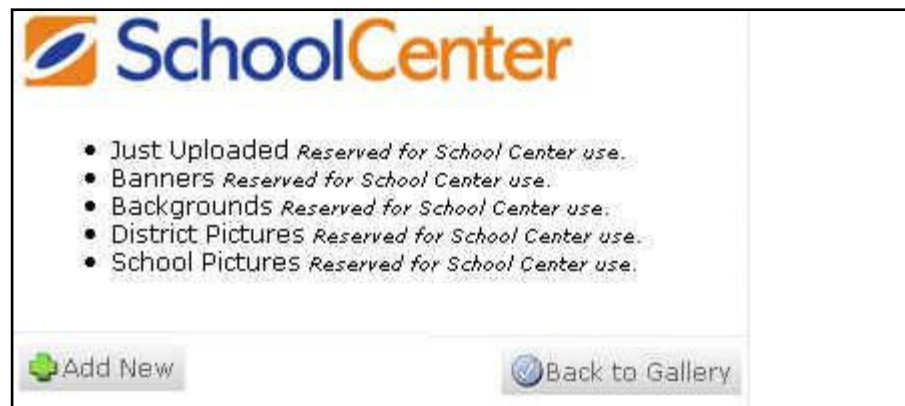 SchoolCenter
Just Uploaded Reserved for School Center use.
Banners Reserved for School Center use.
Backgrounds Reserved for School Center use.
District Pictures Reserved for School Center use.
School Pictures Reserved for School Center use.
Add New
Back to Gallery